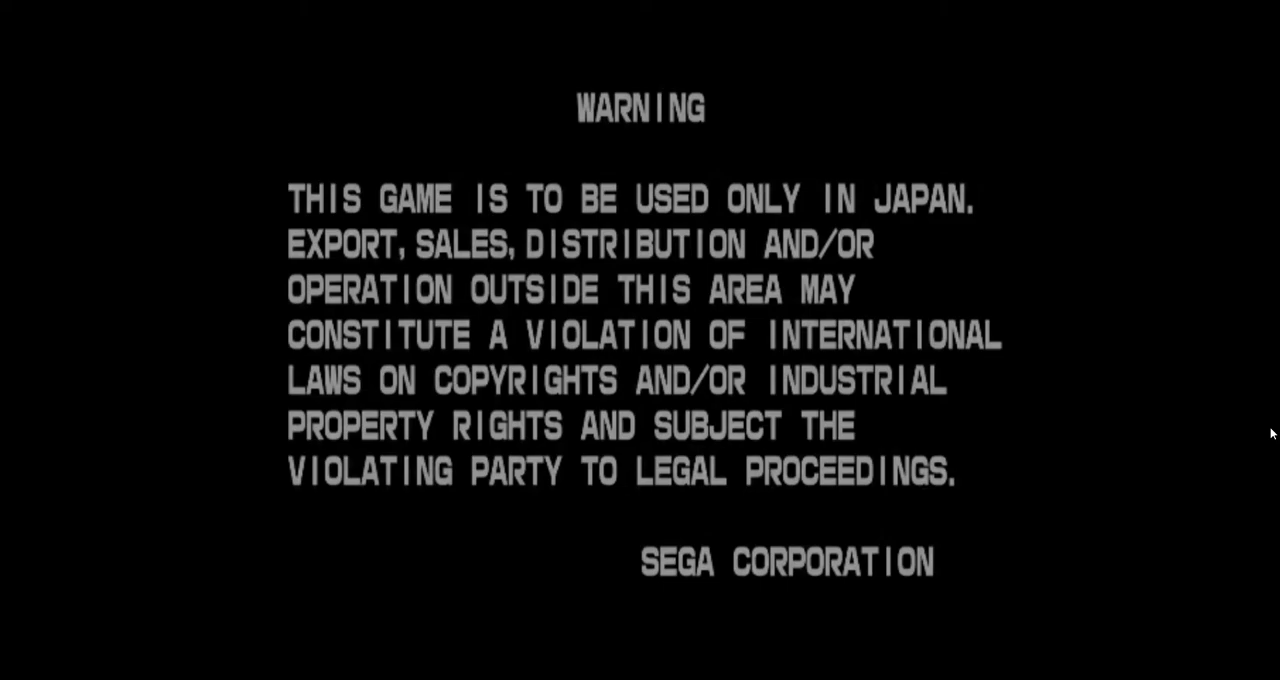 WARNING
THIS GAME IS TO BE USED ONLY IN JAPAN.
EXPORT, SALES, DISTRIBUTION AND/OR
OPERATION OUTSIDE THIS AREA MAY
CONSTITUTE A VIOLATION OF INTERNATIONAL
LAWS ON COPYRIGHTS AND/OR INDUSTRIAL
PROPERTY RIGHTS AND SUBJECT THE
VIOLATING PARTY TO LEGAL PROCEEDINGS.
SEGA CORPORATION